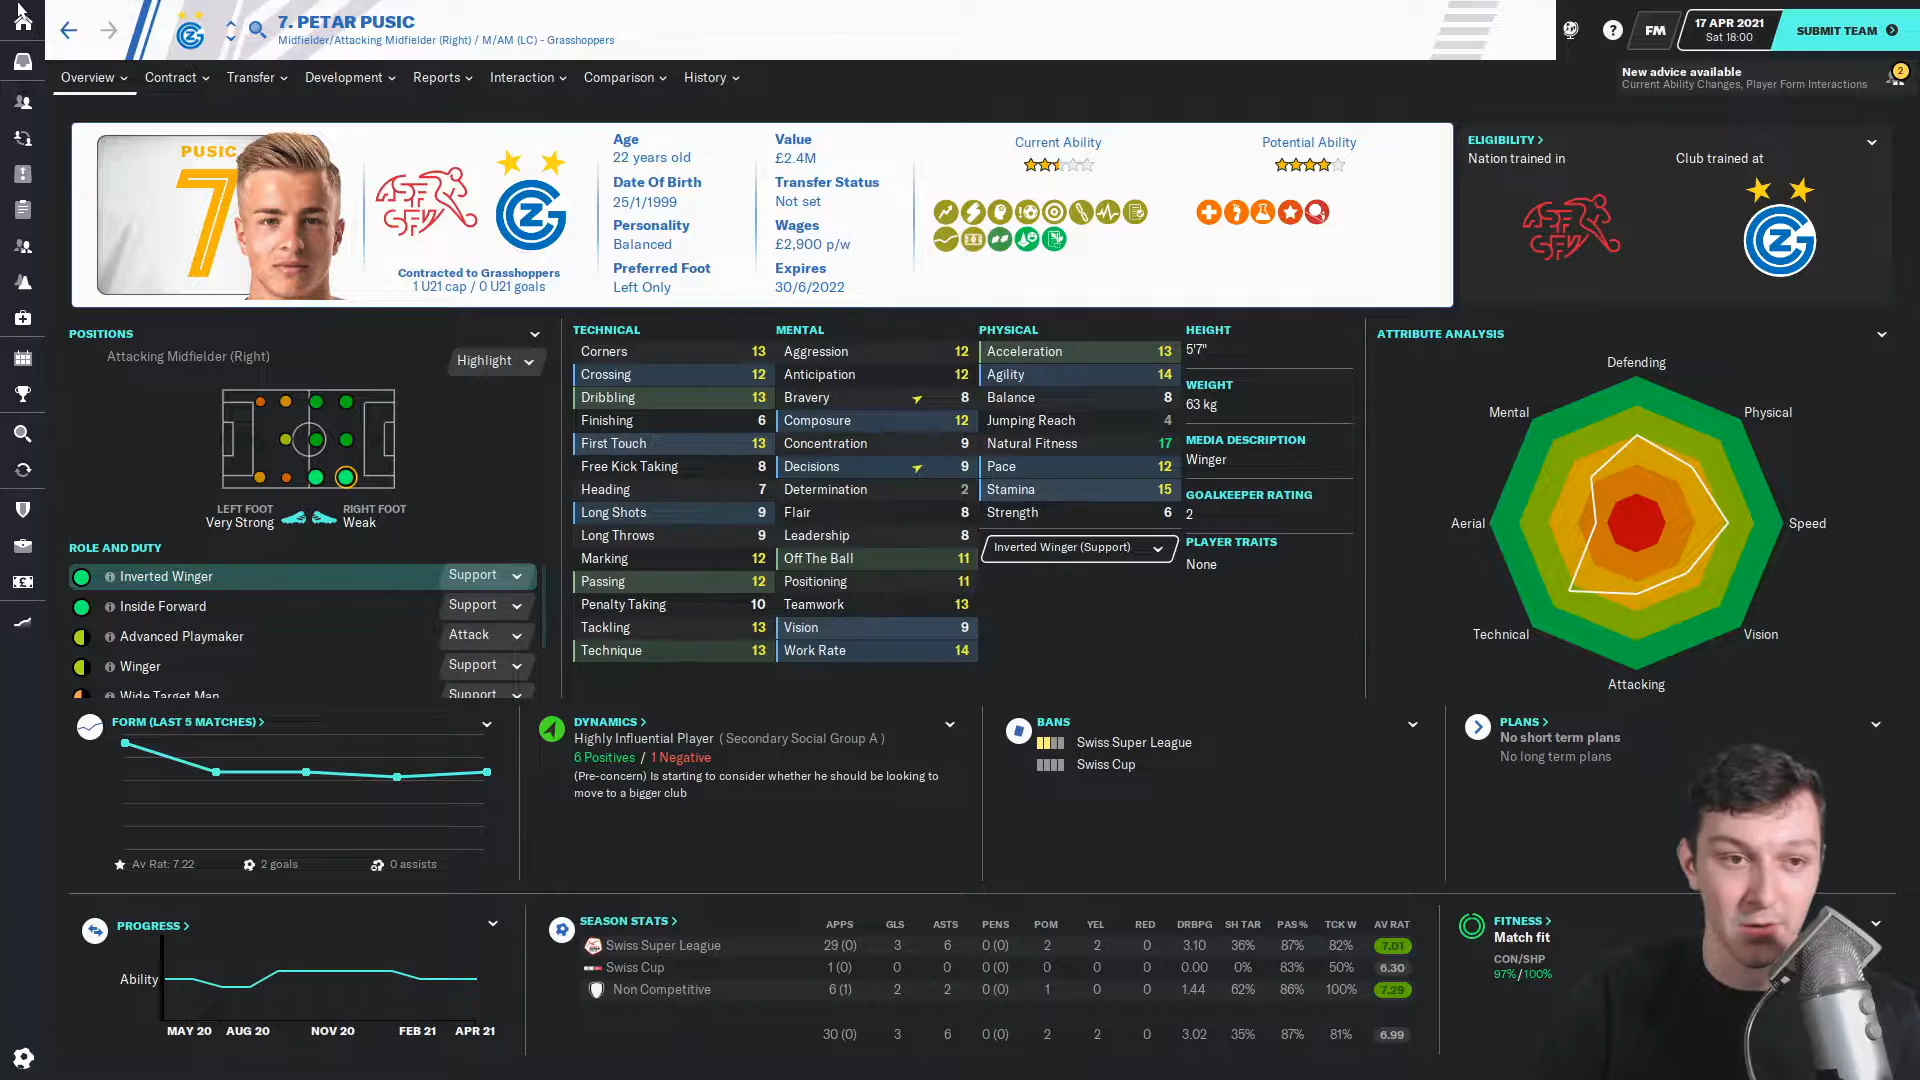 7. PETAR PUSIC
Midfielder/Attacking Midfielder (Right) / M/AM (LC) - Grasshoppers
FM
17 APR 2021
Sat 18:00
SUBMIT TEAM
Overview
Contract
Transfer
Development
Reports
Interaction
Comparison
History
New advice available
Current Ability Changes, Player Form Interactions
2
PUSIC
7
Contracted to Grasshoppers
1 U21 cap / 0 U21 goals
Age
22 years old
Date Of Birth
25/1/1999
Personality
Balanced
Preferred Foot
Left Only
Value
£2.4M
Transfer Status
Not set
Wages
£2,900 p/w
Expires
30/6/2022
Current Ability
Potential Ability
ELIGIBILITY >
Nation trained in
Club trained at
POSITIONS
Attacking Midfielder (Right)
Highlight
LEFT FOOT
Very Strong
RIGHT FOOT
Weak
ROLE AND DUTY
Inverted Winger Support
Inside Forward Support
Advanced Playmaker Attack
Winger Support
Wide Target Man Support
TECHNICAL
Corners 13
Crossing 12
Dribbling 13
Finishing 6
First Touch 13
Free Kick Taking 8
Heading 7
Long Shots 9
Long Throws 9
Marking 12
Passing 12
Penalty Taking 10
Tackling 13
Technique 13
MENTAL
Aggression 12
Anticipation 12
Bravery 8
Composure 12
Concentration 9
Decisions 9
Determination 2
Flair 8
Leadership 8
Off The Ball 11
Positioning 11
Teamwork 13
Vision 9
Work Rate 14
PHYSICAL
Acceleration 13
Agility 14
Balance 8
Jumping Reach 4
Natural Fitness 17
Pace 12
Stamina 15
Strength 6
Inverted Winger (Support)
HEIGHT
5'7"
WEIGHT
63 kg
MEDIA DESCRIPTION
Winger
GOALKEEPER RATING
2
PLAYER TRAITS
None
ATTRIBUTE ANALYSIS
Defending
Mental
Physical
Aerial
Speed
Technical
Vision
Attacking
FORM (LAST 5 MATCHES) >
Av Rat: 7.22
2 goals
0 assists
DYNAMICS >
Highly Influential Player ( Secondary Social Group A )
6 Positives / 1 Negative
(Pre-concern) Is starting to consider whether he should be looking to
move to a bigger club
BANS
Swiss Super League
Swiss Cup
PLANS >
No short term plans
No long term plans
PROGRESS >
Ability
MAY 20 AUG 20 NOV 20 FEB 21 APR 21
SEASON STATS > APPS GLS ASTS PENS POM YEL RED DRBPG SH TAR PAS% TCK W AV RAT
Swiss Super League 29 (0) 3 6 0 (0) 2 2 0 3.10 36% 87% 82% 7.01
Swiss Cup 1 (0) 0 0 0 (0) 0 0 0 0.00 0% 83% 50% 6.30
Non Competitive 6 (1) 2 2 0 (0) 1 0 0 1.44 62% 86% 100% 7.29
30 (0) 3 6 0 (0) 2 2 0 3.02 35% 87% 81% 6.99
FITNESS >
Match fit
CON/SHP
97%/100%